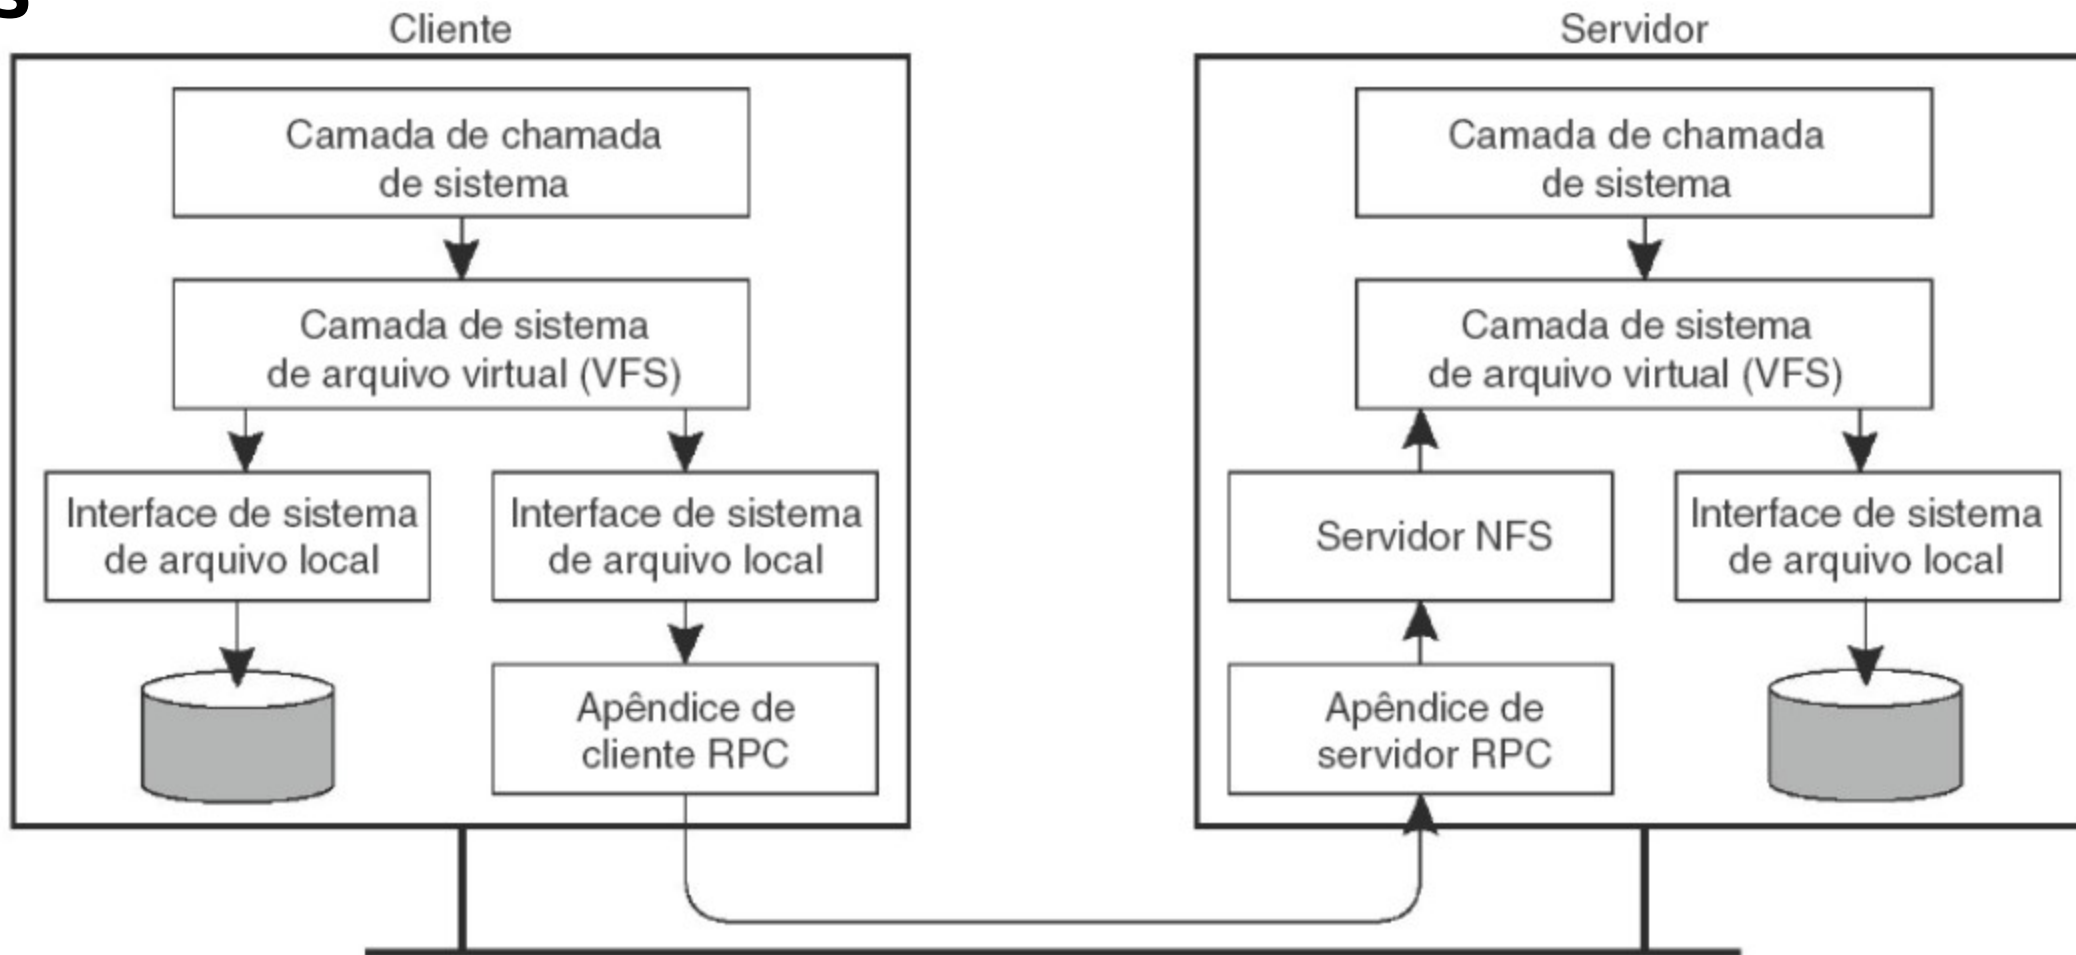 s
Cliente
Camada de chamada
de sistema
Camada de sistema
de arquivo virtual (VFS)
Interface de sistema
de arquivo local
Interface de sistema
de arquivo local
Apêndice de
cliente RPC
Servidor
Camada de chamada
de sistema
Camada de sistema
de arquivo virtual (VFS)
Servidor NFS
Interface de sistema
de arquivo local
Apêndice de
servidor RPC